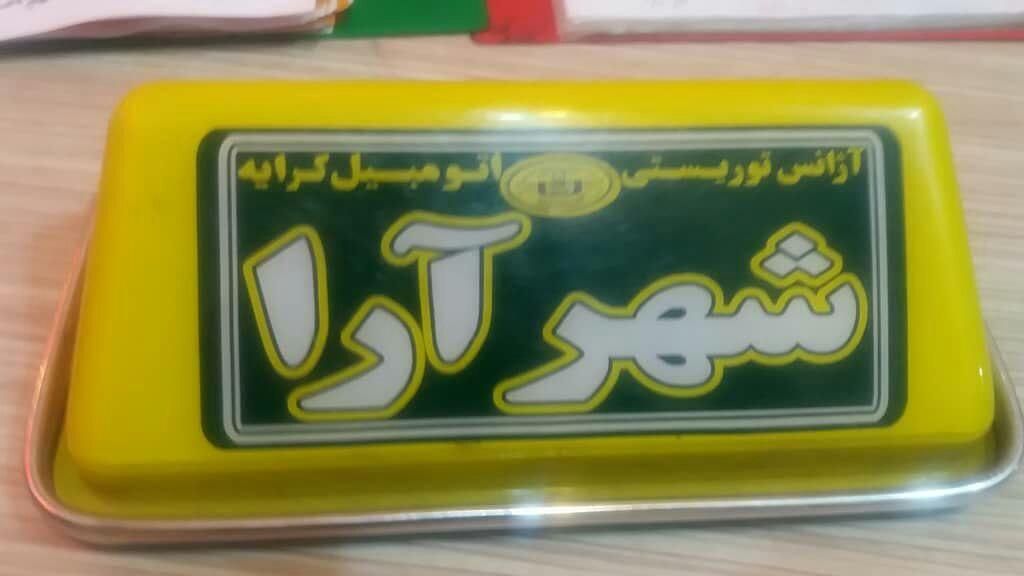 آژانس توریستی اتومبیل کرایه
شهر آرا